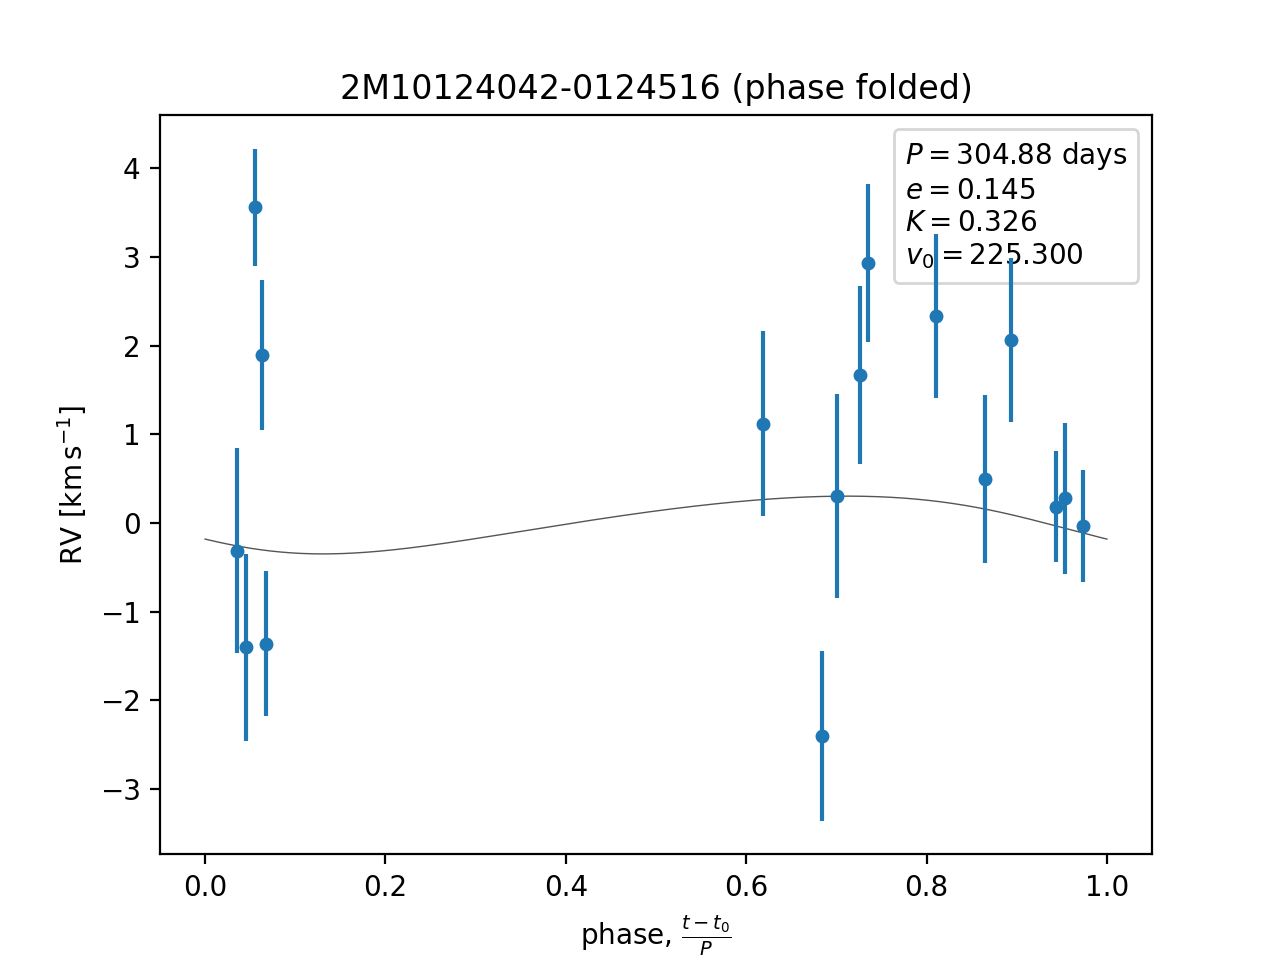 2M10124042-0124516 (phase folded)
P = 304.88 days
e = 0.145
K = 0.326
v₀ = 225.300
4
3
2
1
0
−1
−2
−3
RV [km s⁻¹]
0.0 0.2 0.4 0.6 0.8 1.0
phase, (t − t₀)/P